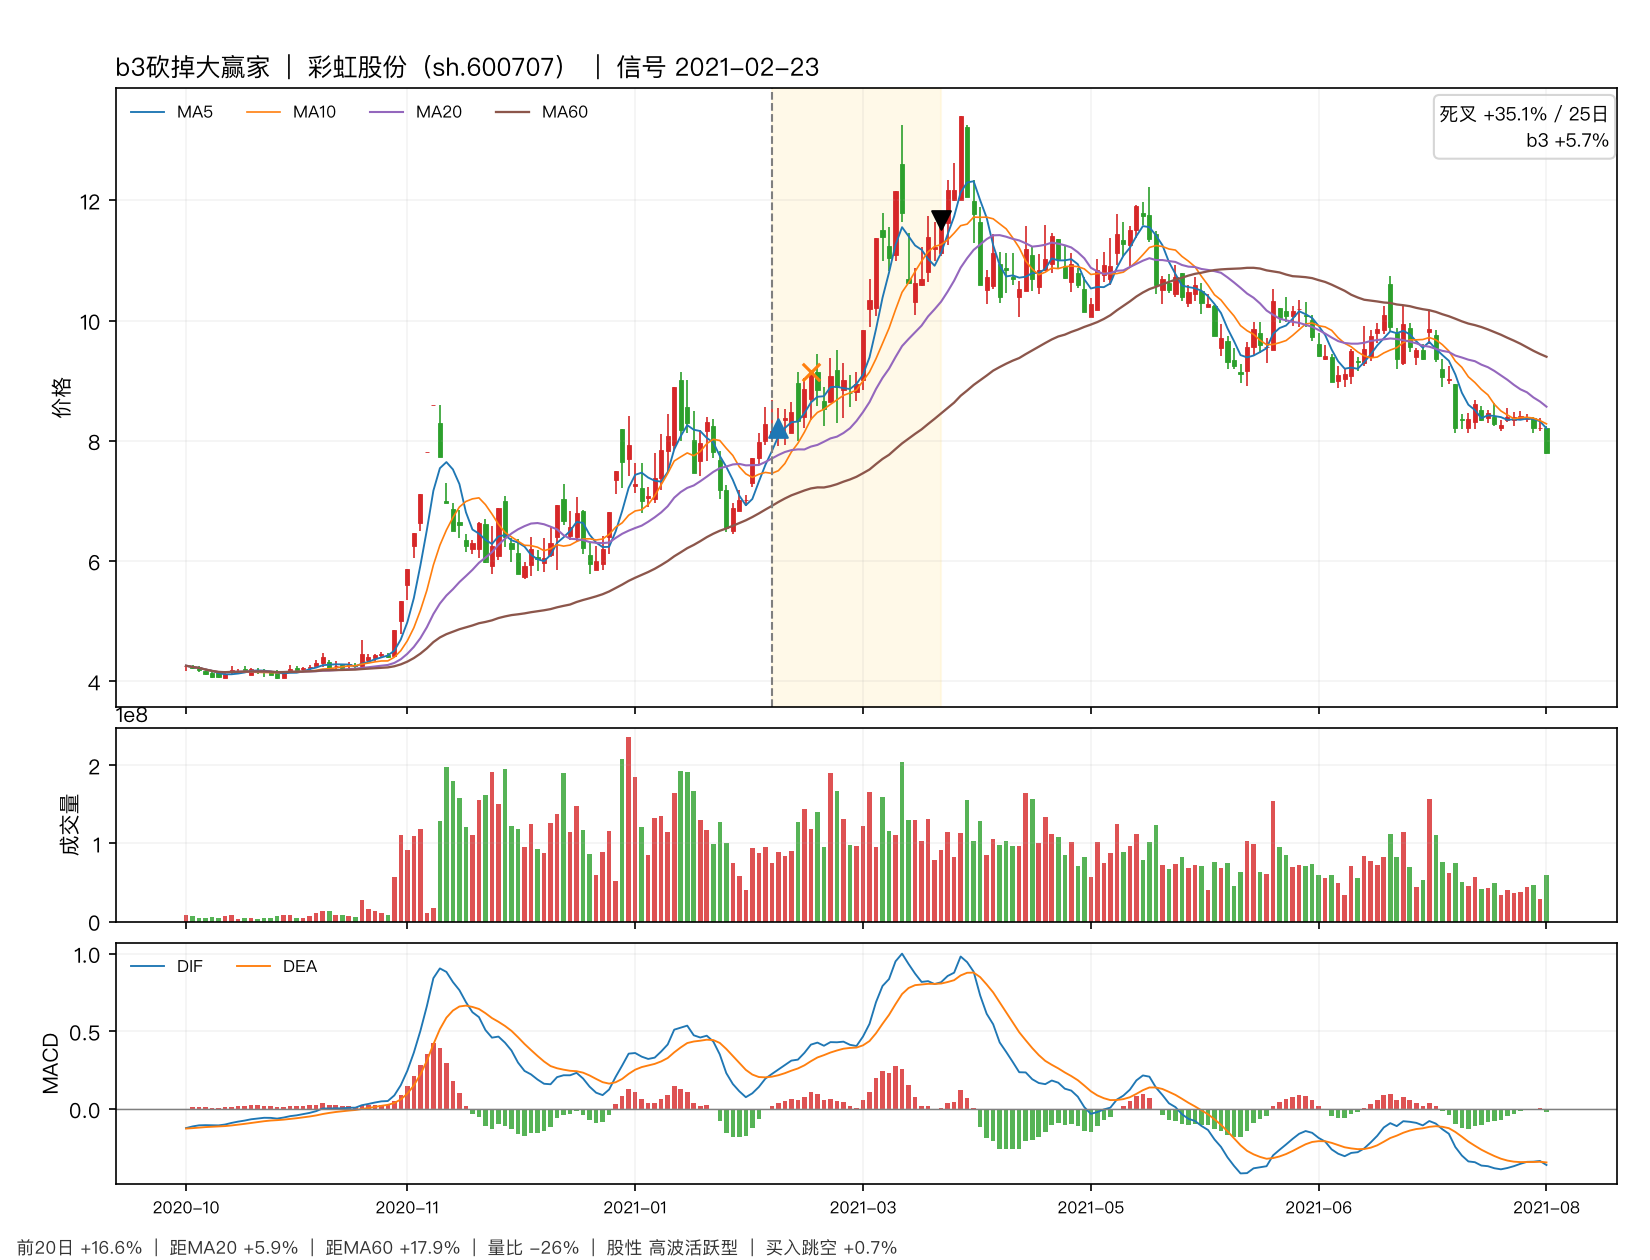 b3砍掉大赢家 ｜ 彩虹股份（sh.600707） ｜ 信号 2021-02-23
MA5 MA10 MA20 MA60
死叉 +35.1% / 25日
b3 +5.7%
价格
12
10
8
6
4
1e8
成交量
2
1
0
DIF DEA
MACD
1.0
0.5
0.0
2020-10 2020-11 2021-01 2021-03 2021-05 2021-06 2021-08
前20日 +16.6% ｜ 距MA20 +5.9% ｜ 距MA60 +17.9% ｜ 量比 -26% ｜ 股性 高波活跃型 ｜ 买入跳空 +0.7%